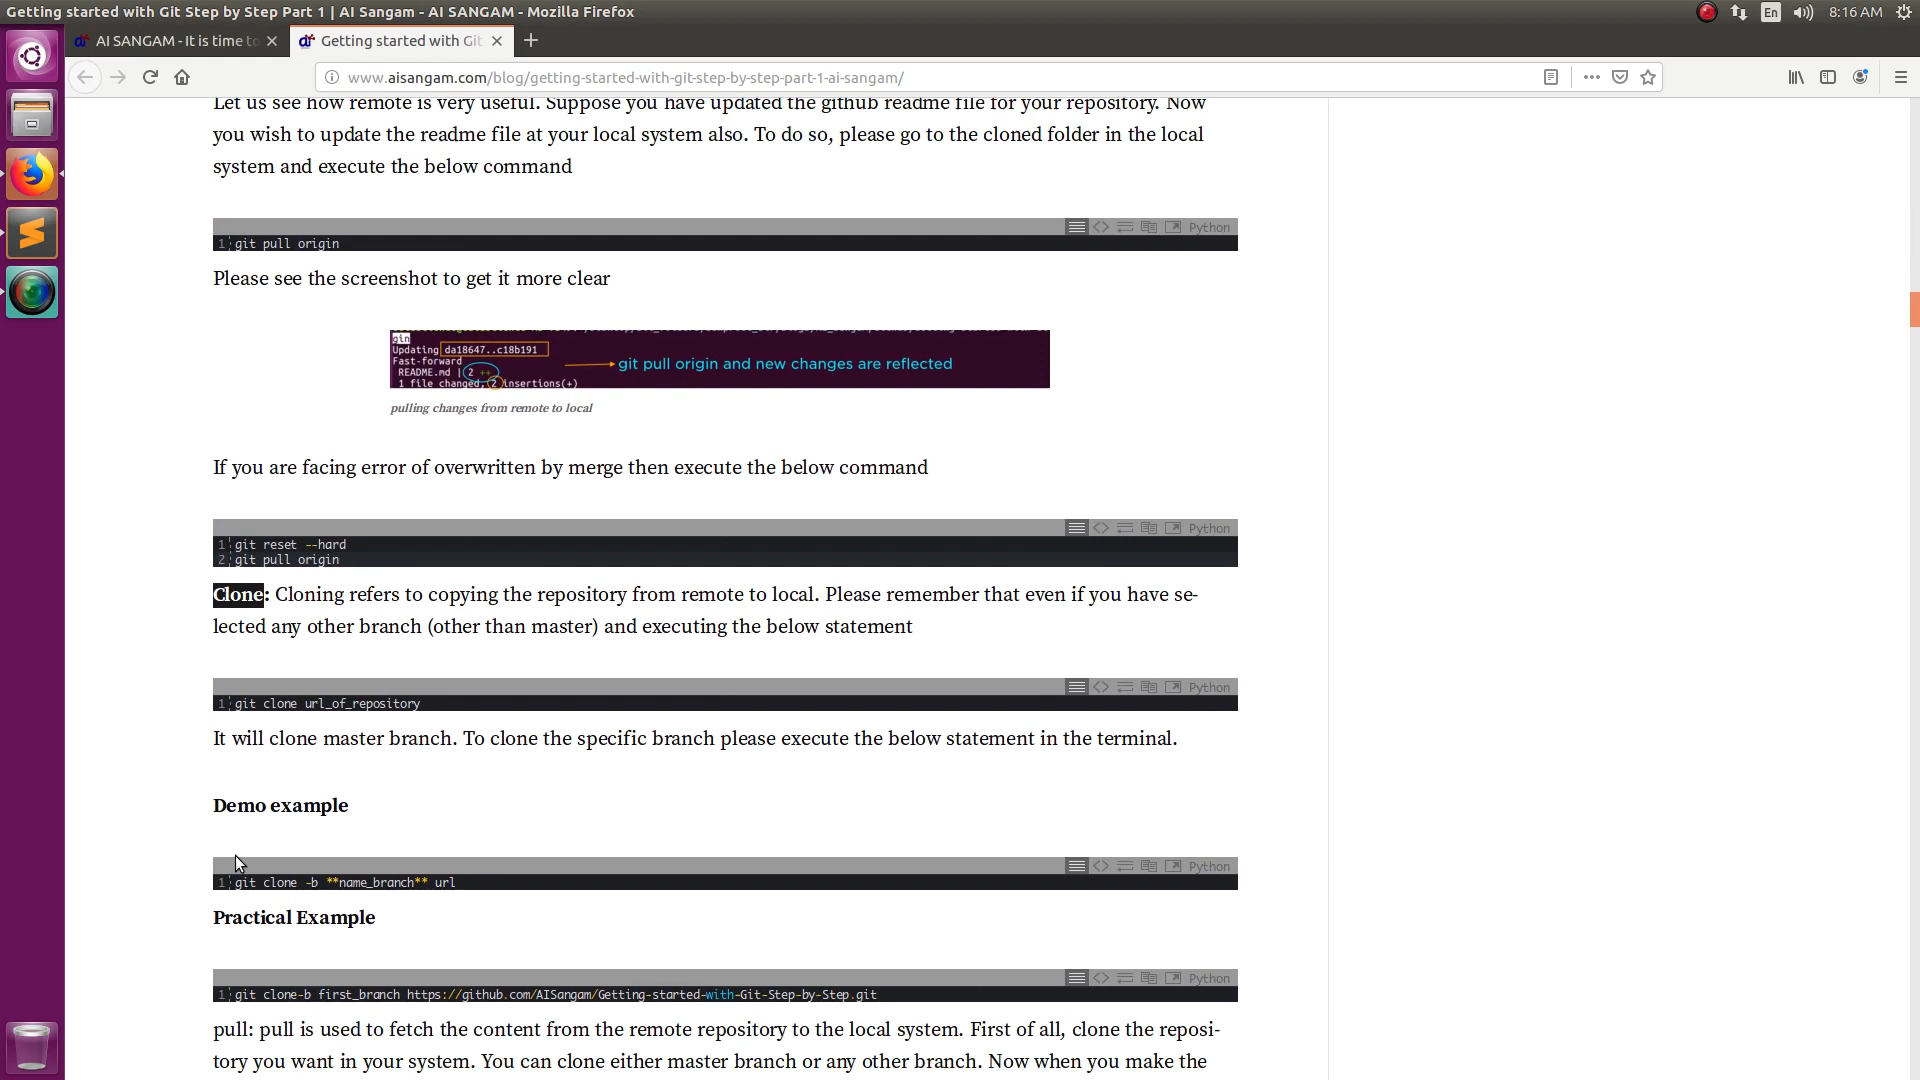 Getting started with Git Step by Step Part 1 | AI Sangam - AI SANGAM - Mozilla Firefox
En
8:16 AM
AI SANGAM - It is time to
Getting started with Git
www.aisangam.com/blog/getting-started-with-git-step-by-step-part-1-ai-sangam/
Let us see how remote is very useful. Suppose you have updated the github readme file for your repository. Now
you wish to update the readme file at your local system also. To do so, please go to the cloned folder in the local
system and execute the below command
Python
1 git pull origin
Please see the screenshot to get it more clear
gin
Updating da18647..c18b191
Fast-forward
README.md | 2 ++
1 file changed, 2 insertions(+)
git pull origin and new changes are reflected
pulling changes from remote to local
If you are facing error of overwritten by merge then execute the below command
Python
1 git reset --hard
2 git pull origin
Clone: Cloning refers to copying the repository from remote to local. Please remember that even if you have se-
lected any other branch (other than master) and executing the below statement
Python
1 git clone url_of_repository
It will clone master branch. To clone the specific branch please execute the below statement in the terminal.
Demo example
Python
1 git clone -b **name_branch** url
Practical Example
Python
1 git clone-b first_branch https://github.com/AISangam/Getting-started-with-Git-Step-by-Step.git
pull: pull is used to fetch the content from the remote repository to the local system. First of all, clone the reposi-
tory you want in your system. You can clone either master branch or any other branch. Now when you make the